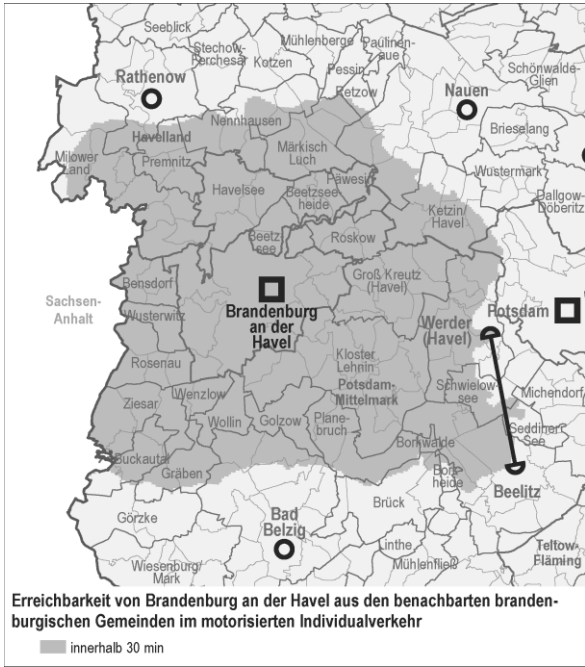 Seeblick
Stechow-
Ferchesar
Mühlenberge
Kotzen
Paulinen-
aue
Pessin
Retzow
Schönwalde-
Glien
Rathenow
Nauen
Nennhausen
Havelland
Milower
Land
Premnitz
Märkisch
Luch
Brieselang
Wustermark
Havelsee
Beetzsee
heide
Päwesin
Ketzin/
Havel
Dallgow-
Döberitz
Beetz-
see
Roskow
Sachsen-
Anhalt
Bensdorf
Wusterwitz
Brandenburg
an der
Havel
Groß Kreutz
(Havel)
Werder
(Havel)
Potsdam
Rosenau
Kloster
Lehnin
Potsdam-
Mittelmark
Schwielow-
see
Michendorf
Ziesar
Wenzlow
Wollin
Golzow
Plane-
bruch
Seddiner
See
Borkwalde
Bork-
heide
Buckautal
Gräben
Beelitz
Görzke
Bad
Belzig
Brück
Linthe
Wiesenburg/
Mark
Mühlenfließ
Teltow-
Fläming
Erreichbarkeit von Brandenburg an der Havel aus den benachbarten branden-
burgischen Gemeinden im motorisierten Individualverkehr
innerhalb 30 min